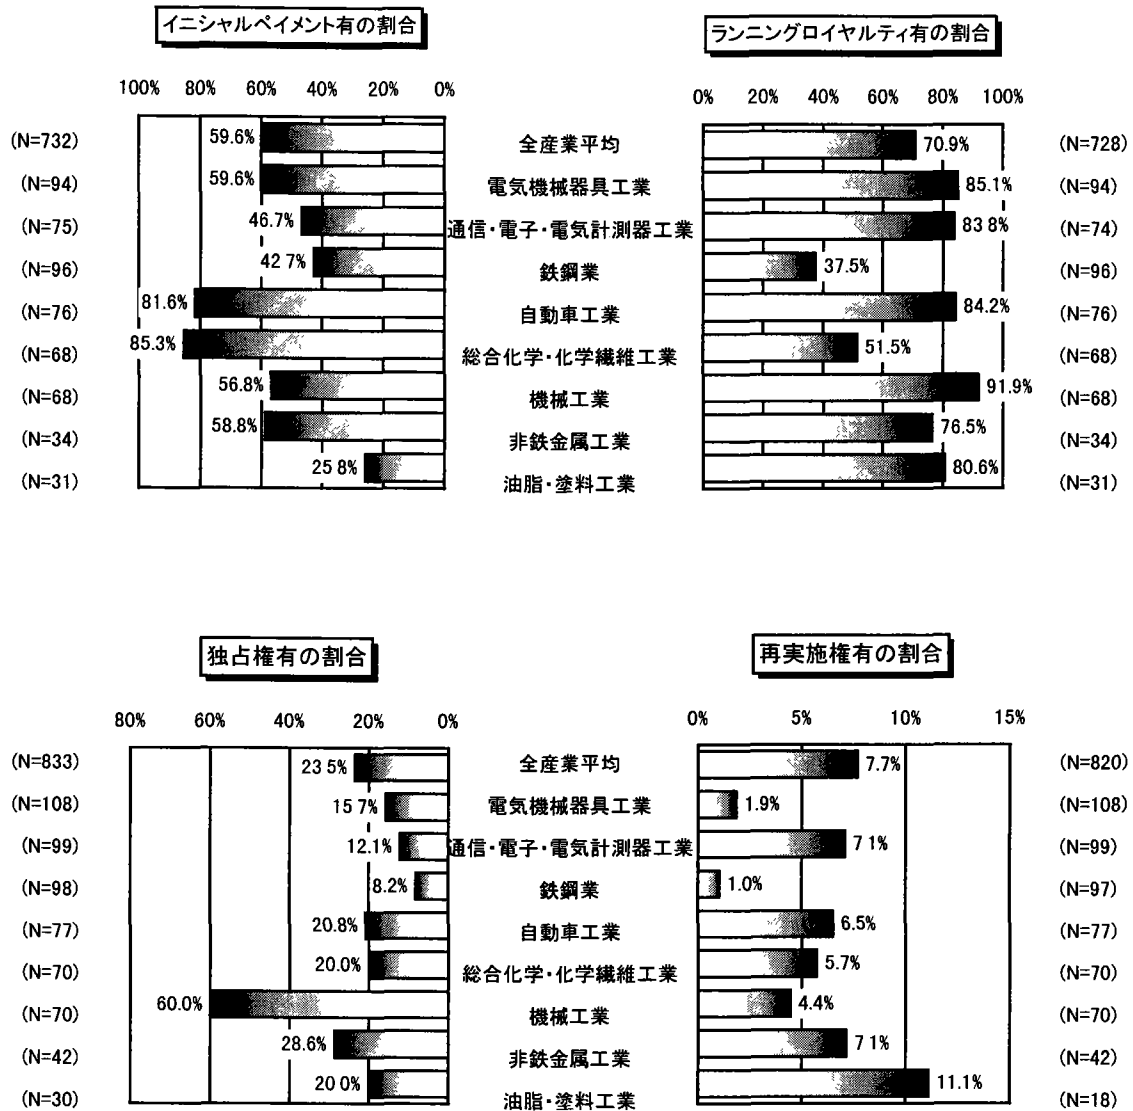 イニシャルペイメント有の割合 ランニングロイヤルティ有の割合
100% 80% 60% 40% 20% 0% 0% 20% 40% 60% 80% 100%
(N=732) 59.6% 全産業平均 70.9% (N=728)
(N=94) 59.6% 電気機械器具工業 85.1% (N=94)
(N=75) 46.7% 通信・電子・電気計測器工業 83 8% (N=74)
(N=96) 42 7% 鉄鋼業 37.5% (N=96)
(N=76) 81.6% 自動車工業 84.2% (N=76)
(N=68) 85.3% 総合化学・化学繊維工業 51.5% (N=68)
(N=68) 56.8% 機械工業 91.9% (N=68)
(N=34) 58.8% 非鉄金属工業 76.5% (N=34)
(N=31) 25 8% 油脂・塗料工業 80.6% (N=31)
独占権有の割合 再実施権有の割合
80% 60% 40% 20% 0% 0% 5% 10% 15%
(N=833) 23 5% 全産業平均 7.7% (N=820)
(N=108) 15 7% 電気機械器具工業 1.9% (N=108)
(N=99) 12.1% 通信・電子・電気計測器工業 7 1% (N=99)
(N=98) 8.2% 鉄鋼業 1.0% (N=97)
(N=77) 20.8% 自動車工業 6.5% (N=77)
(N=70) 20.0% 総合化学・化学繊維工業 5.7% (N=70)
(N=70) 60.0% 機械工業 4.4% (N=70)
(N=42) 28.6% 非鉄金属工業 7 1% (N=42)
(N=30) 20 0% 油脂・塗料工業 11.1% (N=18)